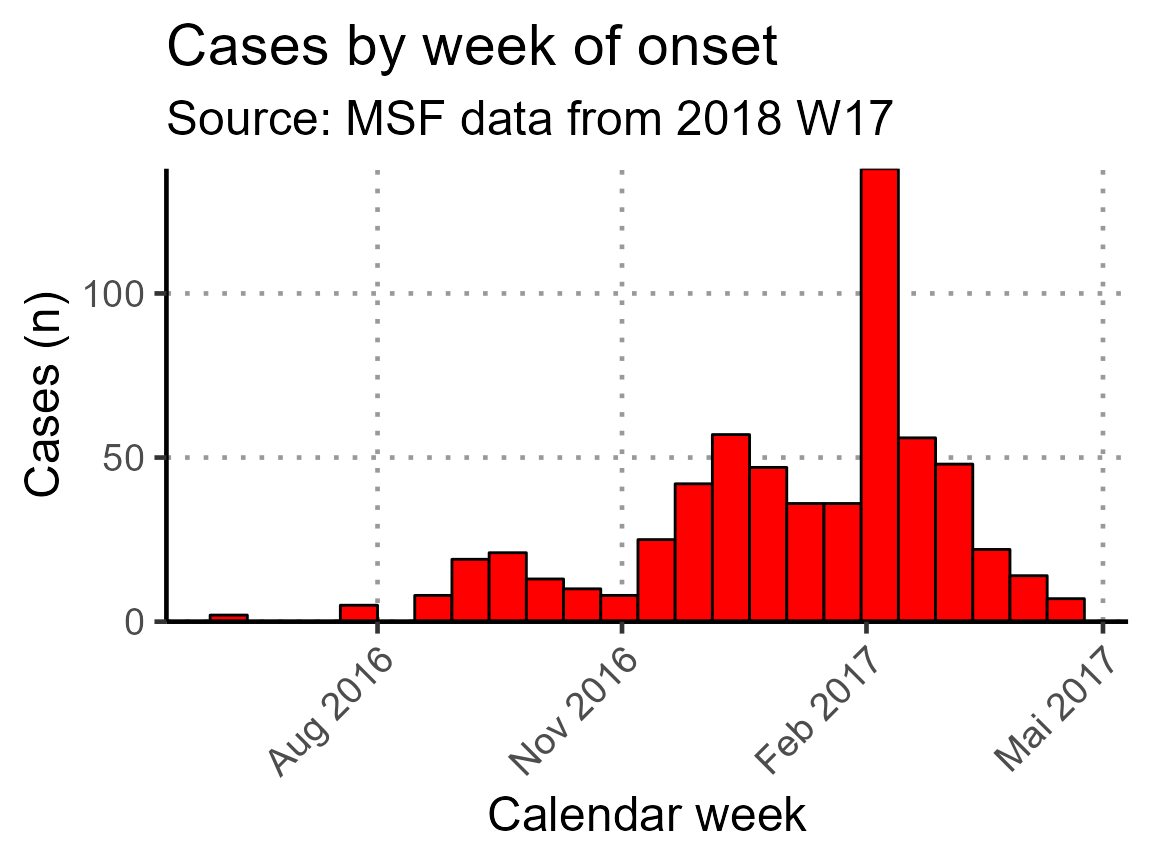 Cases by week of onset
Source: MSF data from 2018 W17
Cases (n)
100
50
0
Aug 2016
Nov 2016
Feb 2017
Mai 2017
Calendar week